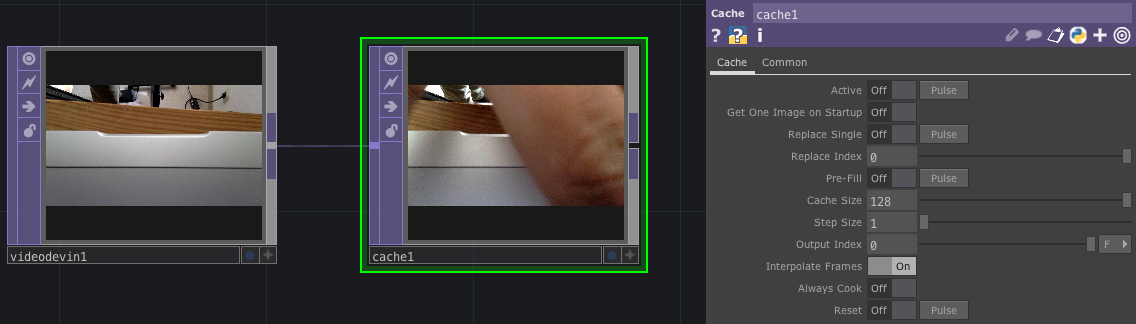 videodevin1
cache1
Cache cache1
? ? i
Cache Common
Active Off Pulse
Get One Image on Startup Off
Replace Single Off Pulse
Replace Index 0
Pre-Fill Off Pulse
Cache Size 128
Step Size 1
Output Index 0 F
Interpolate Frames On
Always Cook Off
Reset Off Pulse